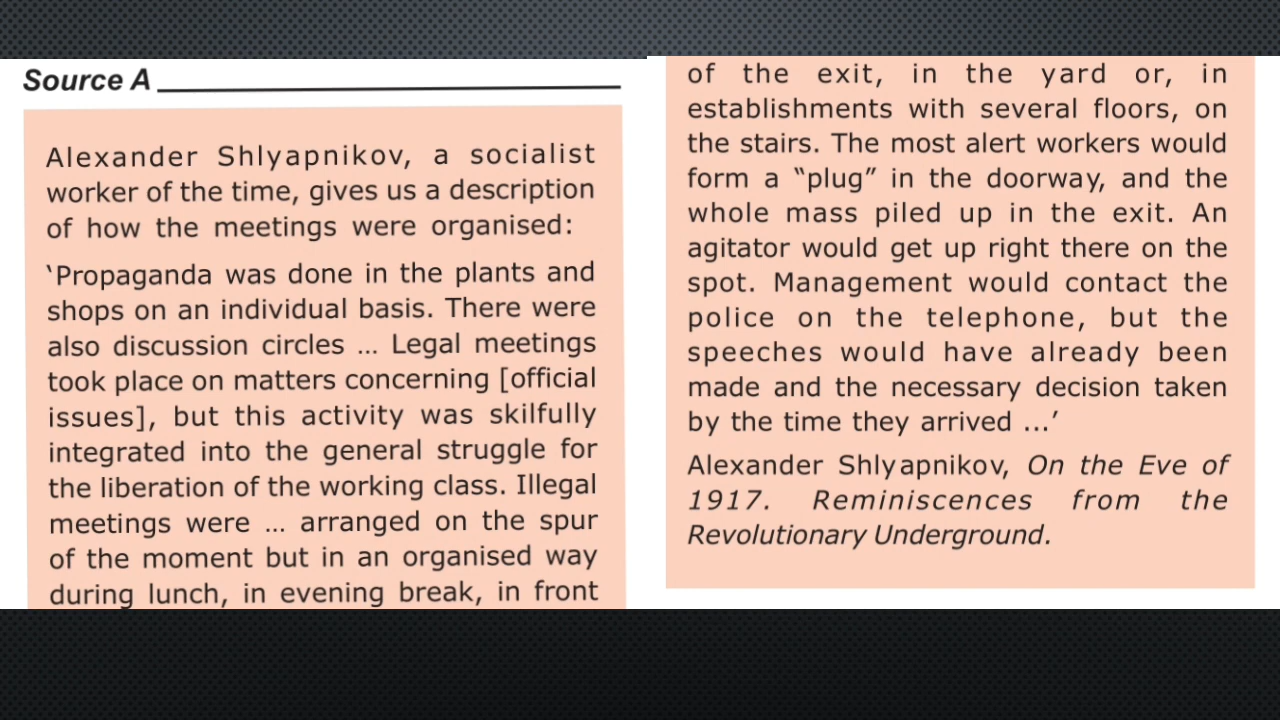 Source A
Alexander Shlyapnikov, a socialist
worker of the time, gives us a description
of how the meetings were organised:
‘Propaganda was done in the plants and
shops on an individual basis. There were
also discussion circles … Legal meetings
took place on matters concerning [official
issues], but this activity was skilfully
integrated into the general struggle for
the liberation of the working class. Illegal
meetings were … arranged on the spur
of the moment but in an organised way
during lunch, in evening break, in front
of the exit, in the yard or, in
establishments with several floors, on
the stairs. The most alert workers would
form a “plug” in the doorway, and the
whole mass piled up in the exit. An
agitator would get up right there on the
spot. Management would contact the
police on the telephone, but the
speeches would have already been
made and the necessary decision taken
by the time they arrived …’
Alexander Shlyapnikov, On the Eve of
1917. Reminiscences from the
Revolutionary Underground.